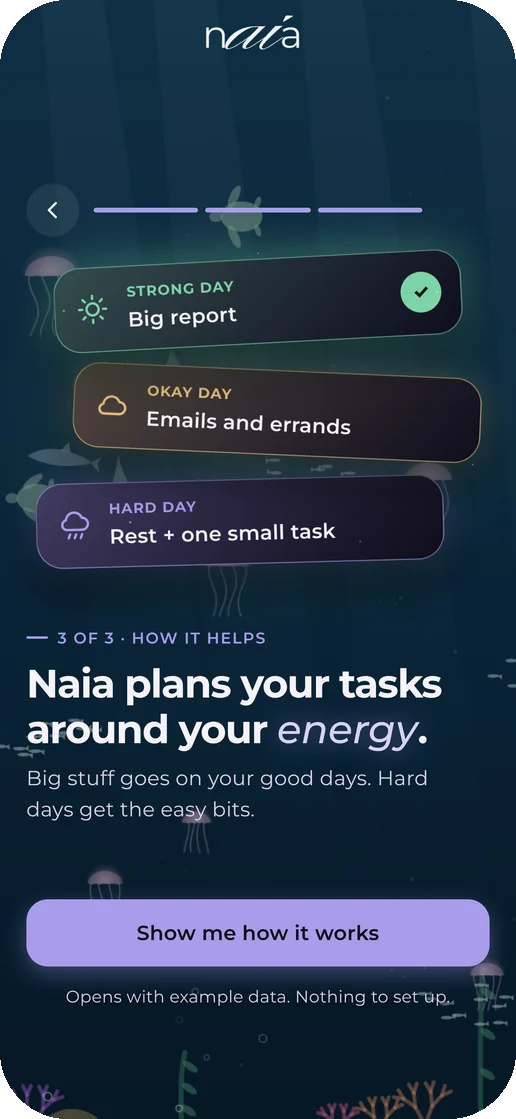 naía
STRONG DAY
Big report
OKAY DAY
Emails and errands
HARD DAY
Rest + one small task
3 OF 3 · HOW IT HELPS
Naia plans your tasks
around your energy.
Big stuff goes on your good days. Hard
days get the easy bits.
Show me how it works
Opens with example data. Nothing to set up.